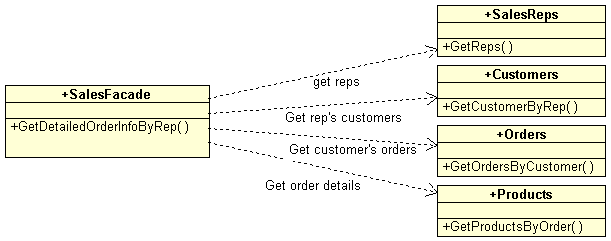 +SalesReps
+GetReps( )
+SalesFacade
+GetDetailedOrderInfoByRep( )
get reps
+Customers
+GetCustomerByRep( )
Get rep's customers
+Orders
+GetOrdersByCustomer( )
Get customer's orders
+Products
+GetProductsByOrder( )
Get order details